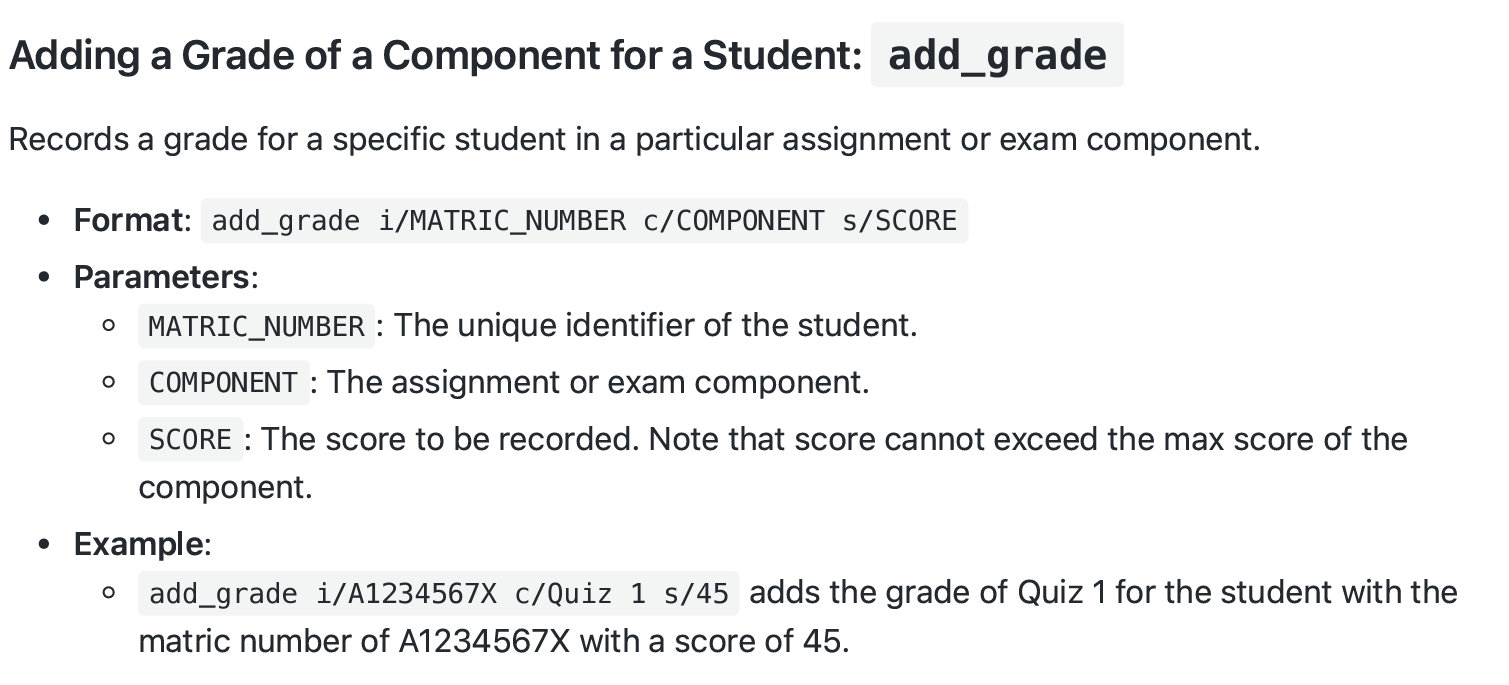 Adding a Grade of a Component for a Student: add_grade
Records a grade for a specific student in a particular assignment or exam component.
• Format: add_grade i/MATRIC_NUMBER c/COMPONENT s/SCORE
• Parameters:
◦ MATRIC_NUMBER: The unique identifier of the student.
◦ COMPONENT: The assignment or exam component.
◦ SCORE: The score to be recorded. Note that score cannot exceed the max score of the
component.
• Example:
◦ add_grade i/A1234567X c/Quiz 1 s/45 adds the grade of Quiz 1 for the student with the
matric number of A1234567X with a score of 45.